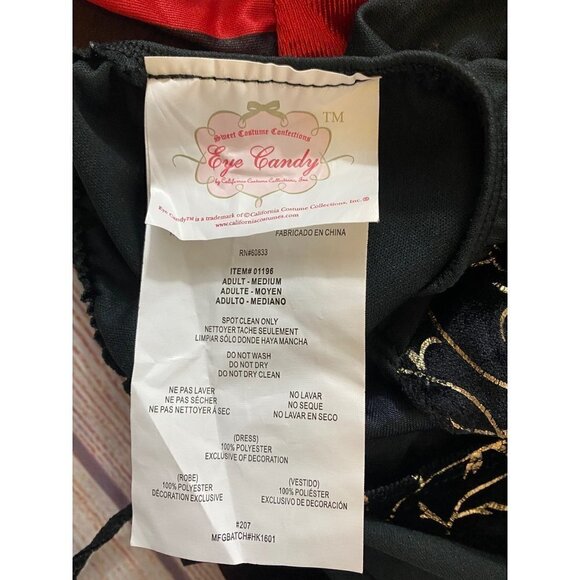 TM
Sweet Costume Confections
Eye Candy
by California Costume Collections, Inc.
Eye Candy™ is a trademark of ©California Costume Collections, Inc.®
www.californiacostumes.com
FABRICADO EN CHINA
RN#60833
ITEM# 01196
ADULT - MEDIUM
ADULTE - MOYEN
ADULTO - MEDIANO
SPOT CLEAN ONLY
NETTOYER TACHE SEULEMENT
LIMPIAR SÓLO DONDE HAYA MANCHA
DO NOT WASH
DO NOT DRY
DO NOT DRY CLEAN
NE PAS LAVER
NE PAS SÉCHER
NE PAS NETTOYER À SEC
NO LAVAR
NO SEQUE
NO LAVAR EN SECO
(DRESS)
100% POLYESTER
EXCLUSIVE OF DECORATION
(ROBE)
100% POLYESTER
DÉCORATION EXCLUSIVE
(VESTIDO)
100% POLIÉSTER
EXCLUSIVO DE DECORACIÓN
#207
MFGBATCH#HK1601